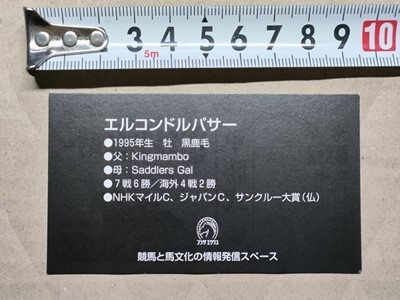 3 4 5 6 7 8 9 10
5m
エルコンドルパサー
●1995年生 牡 黒鹿毛
●父：Kingmambo
●母：Saddlers Gal
●7戦6勝／海外4戦2勝
●NHKマイルC、ジャパンC、サンクルー大賞（仏）
競馬と馬文化の情報発信スペース